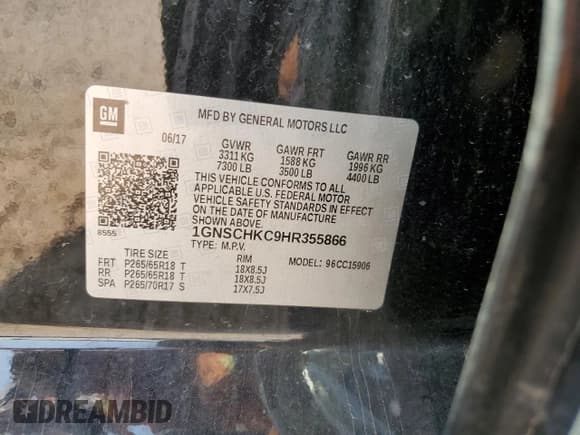 GM
MFD BY GENERAL MOTORS LLC
06/17
GVWR GAWR FRT GAWR RR
3311 KG 1588 KG 1996 KG
7300 LB 3500 LB 4400 LB
THIS VEHICLE CONFORMS TO ALL
APPLICABLE U.S. FEDERAL MOTOR
VEHICLE SAFETY STANDARDS IN
EFFECT ON THE DATE OF MANUFACTURE
SHOWN ABOVE.
8555
1GNSCHKC9HR355866
TYPE: M.P.V.
TIRE SIZE RIM 96CC15906
FRT P265/65R18 T 18X8.5J
RR P265/65R18 T 18X8.5J
SPA P265/70R17 S 17X7.5J
DREAMBID